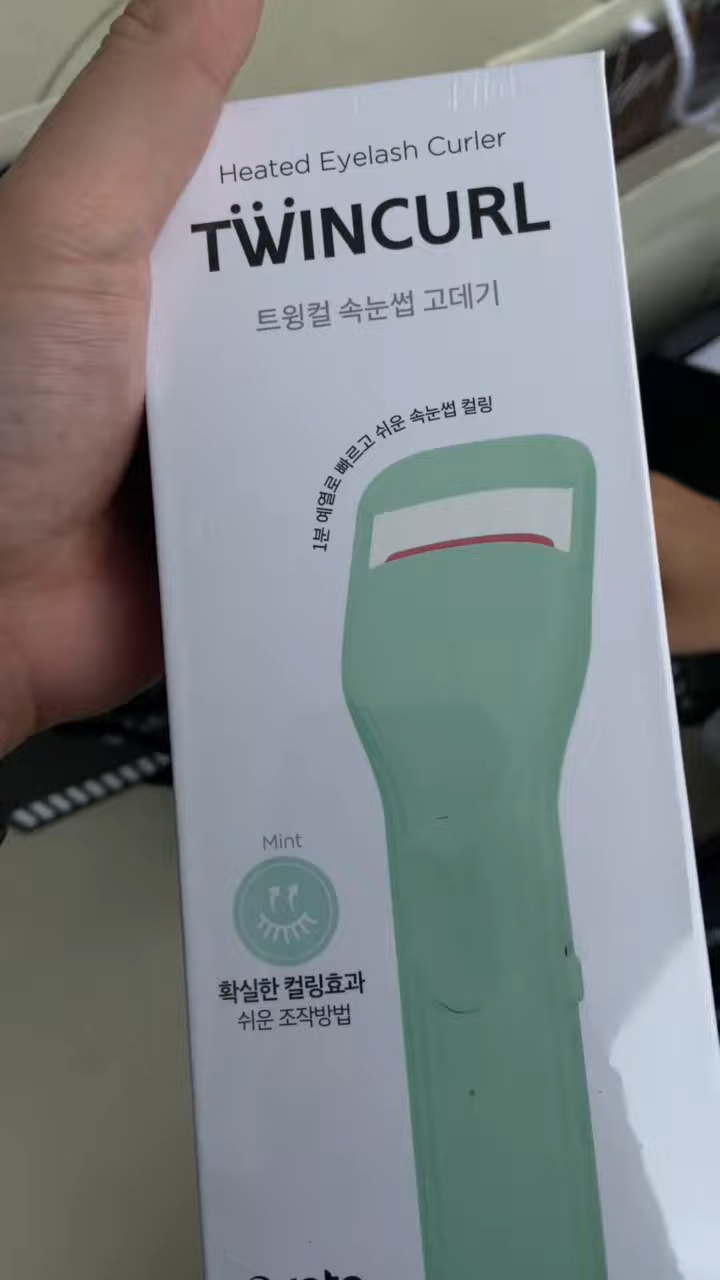 Heated Eyelash Curler
TWINCURL
트윙컬 속눈썹 고데기
1분 예열로 빠르고 쉬운 속눈썹 컬링
Mint
확실한 컬링효과
쉬운 조작방법